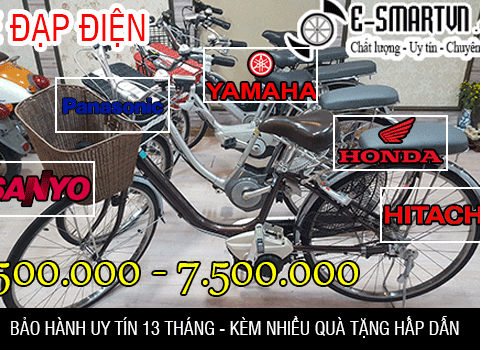 ĐẠP ĐIỆN
E-SMARTVN.
Chất lượng - Uy tín - Chuyên
YAMAHA
Panasonic
HONDA
SANYO
HITACH
500.000 - 7.500.000
BẢO HÀNH UY TÍN 13 THÁNG - KÈM NHIỀU QUÀ TẶNG HẤP DẪN